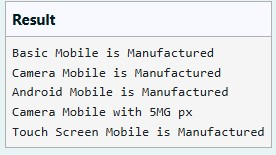 Result
Basic Mobile is Manufactured
Camera Mobile is Manufactured
Android Mobile is Manufactured
Camera Mobile with 5MG px
Touch Screen Mobile is Manufactured